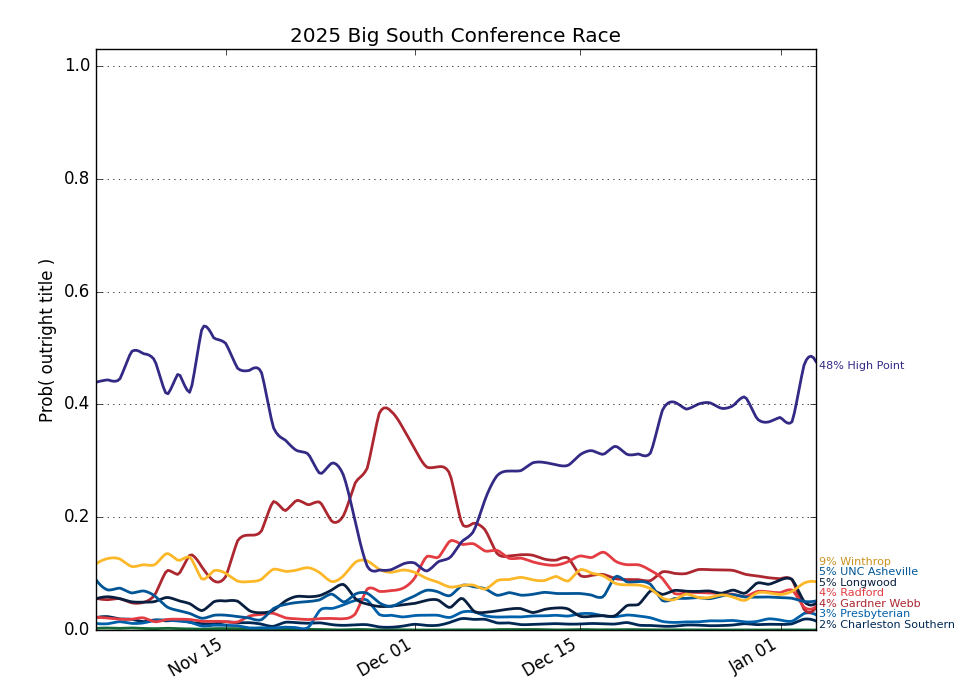 2025 Big South Conference Race
Prob( outright title )
1.0
0.8
0.6
0.4
0.2
0.0
Nov 15
Dec 01
Dec 15
Jan 01
48% High Point
9% Winthrop
5% UNC Asheville
5% Longwood
4% Radford
4% Gardner Webb
3% Presbyterian
2% Charleston Southern